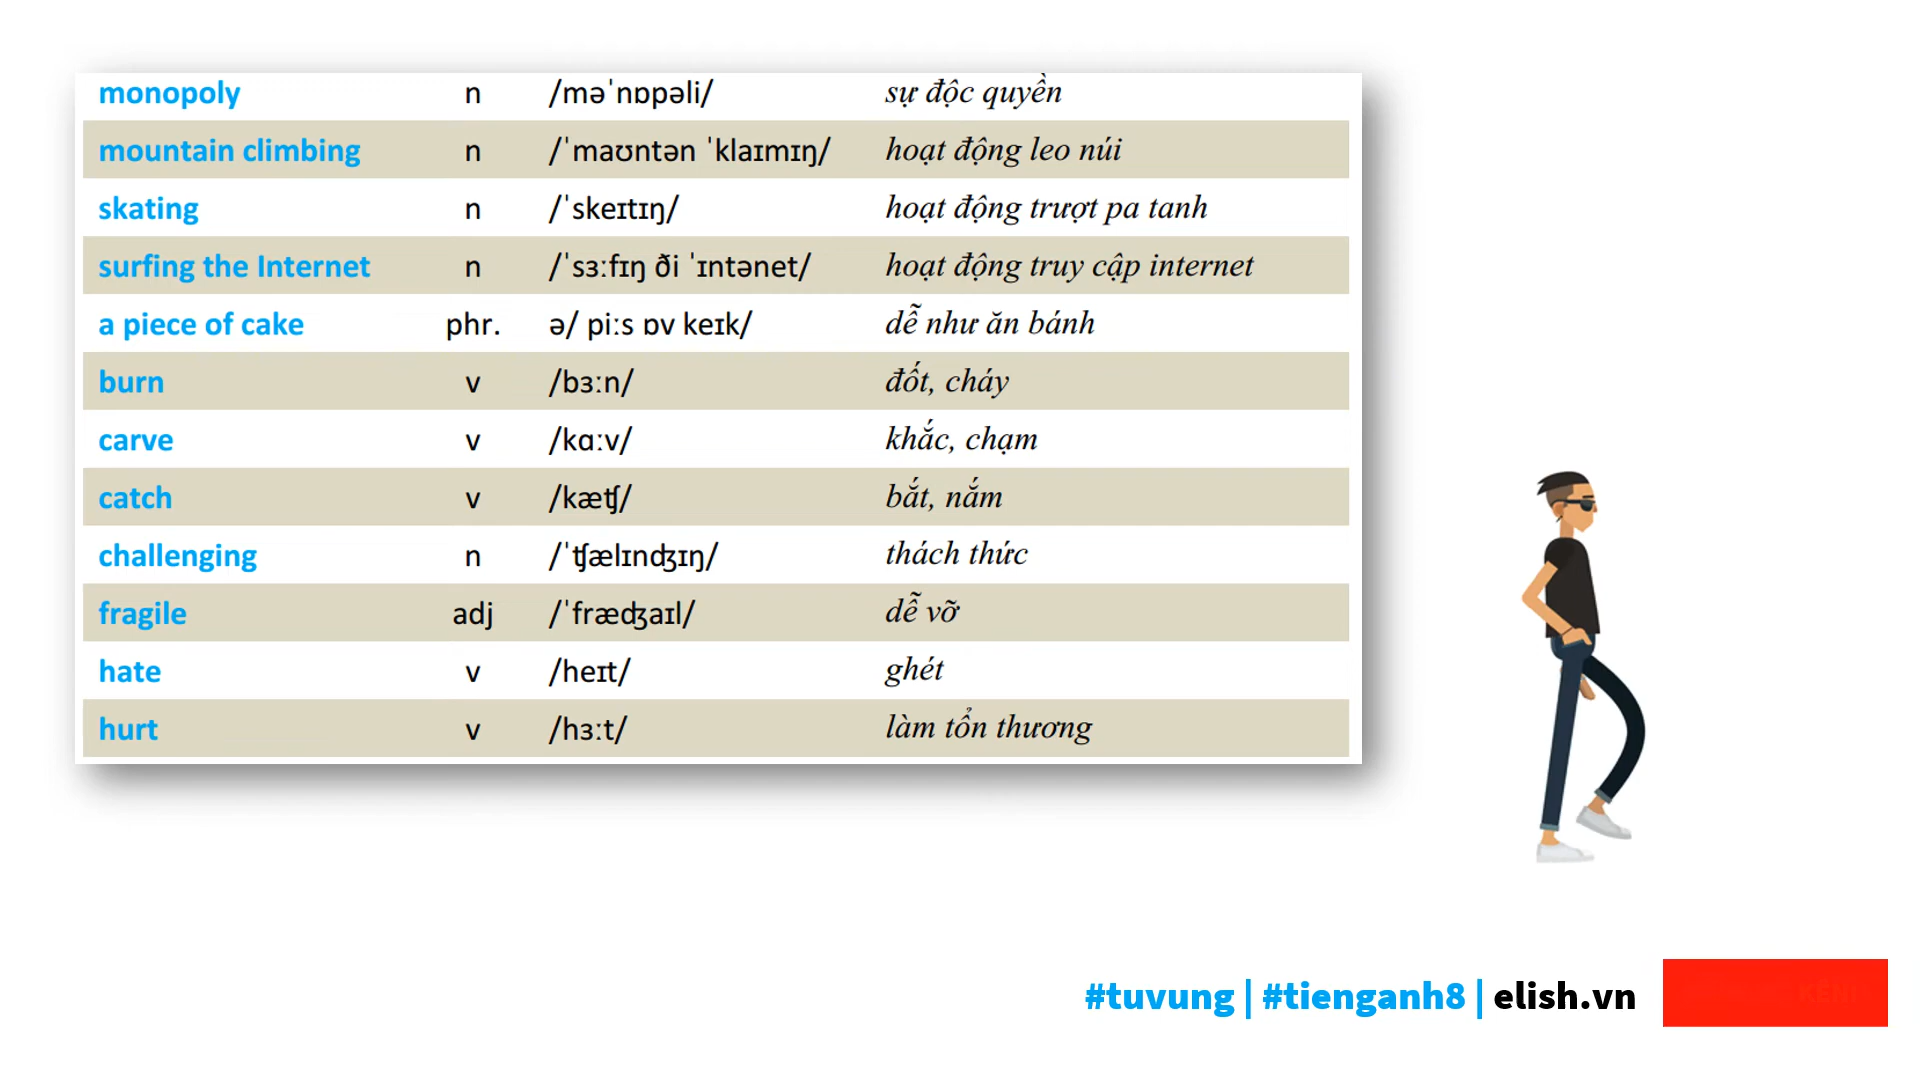 monopoly n /məˈnɒpəli/ sự độc quyền
mountain climbing n /ˈmaʊntən ˈklaɪmɪŋ/ hoạt động leo núi
skating n /ˈskeɪtɪŋ/ hoạt động trượt pa tanh
surfing the Internet n /ˈsɜːfɪŋ ði ˈɪntənet/ hoạt động truy cập internet
a piece of cake phr. ə/ piːs ɒv keɪk/ dễ như ăn bánh
burn v /bɜːn/ đốt, cháy
carve v /kɑːv/ khắc, chạm
catch v /kæʧ/ bắt, nắm
challenging n /ˈʧælɪnʤɪŋ/ thách thức
fragile adj /ˈfræʤaɪl/ dễ vỡ
hate v /heɪt/ ghét
hurt v /hɜːt/ làm tổn thương
#tuvung | #tienganh8 | elish.vn